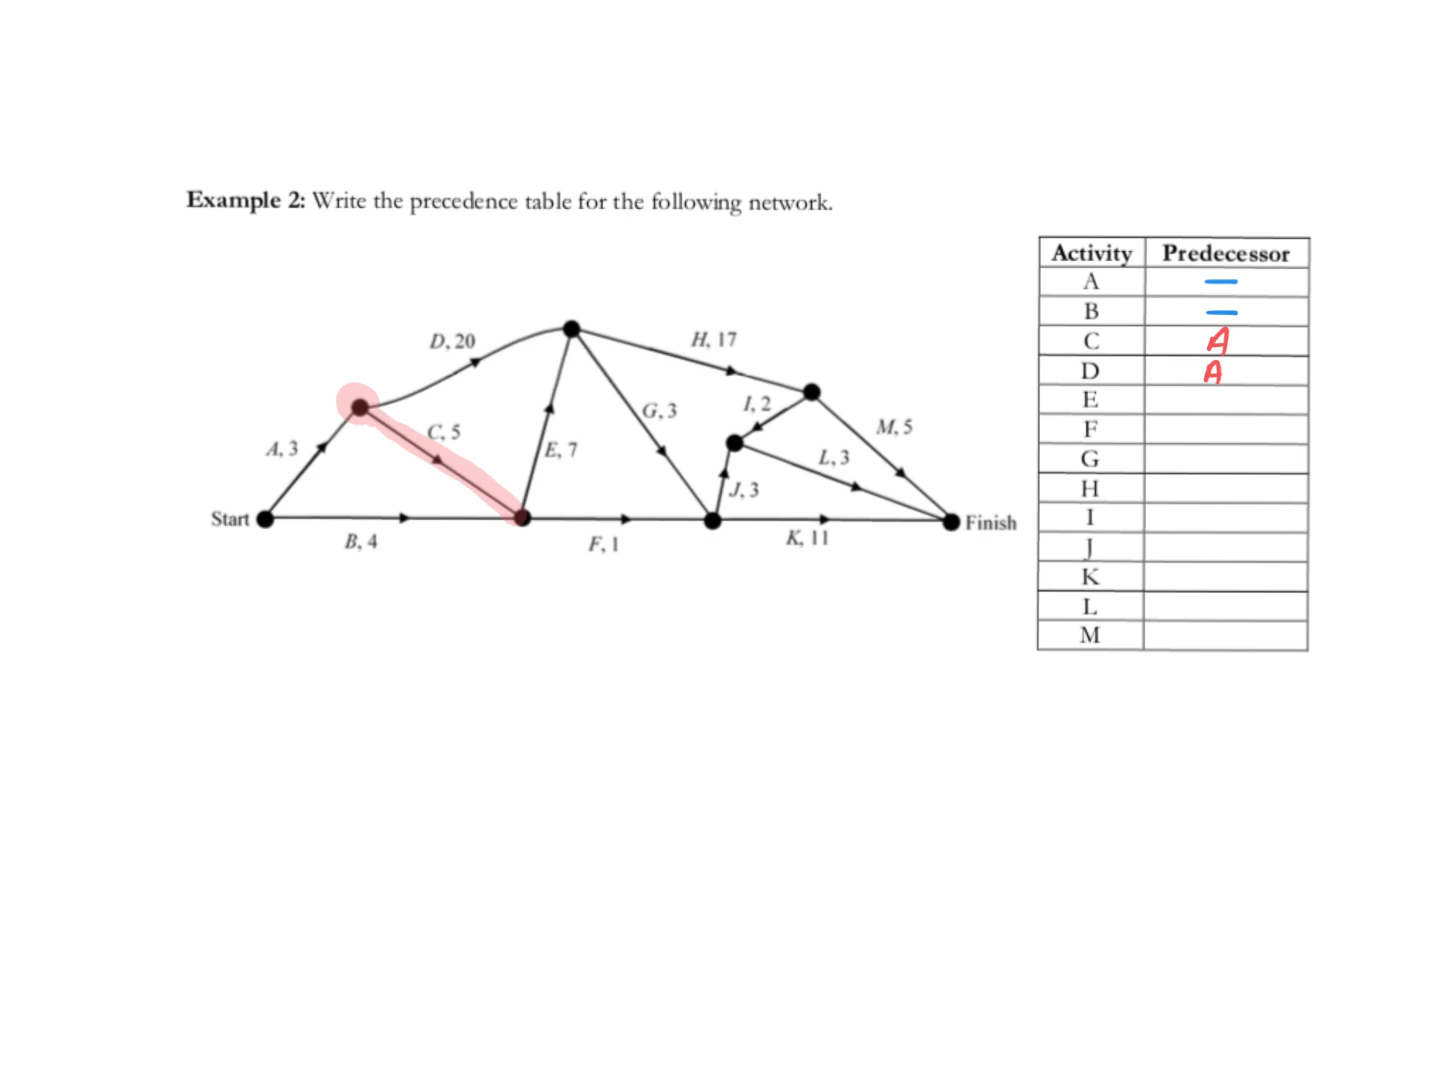 Example 2: Write the precedence table for the following network.
Activity Predecessor
A —
B —
C A
D A
E
F
G
H
I
J
K
L
M
D, 20
H, 17
I, 2
G, 3
M, 5
C, 5
A, 3
E, 7
L, 3
J, 3
Start
Finish
B, 4
F, 1
K, 11